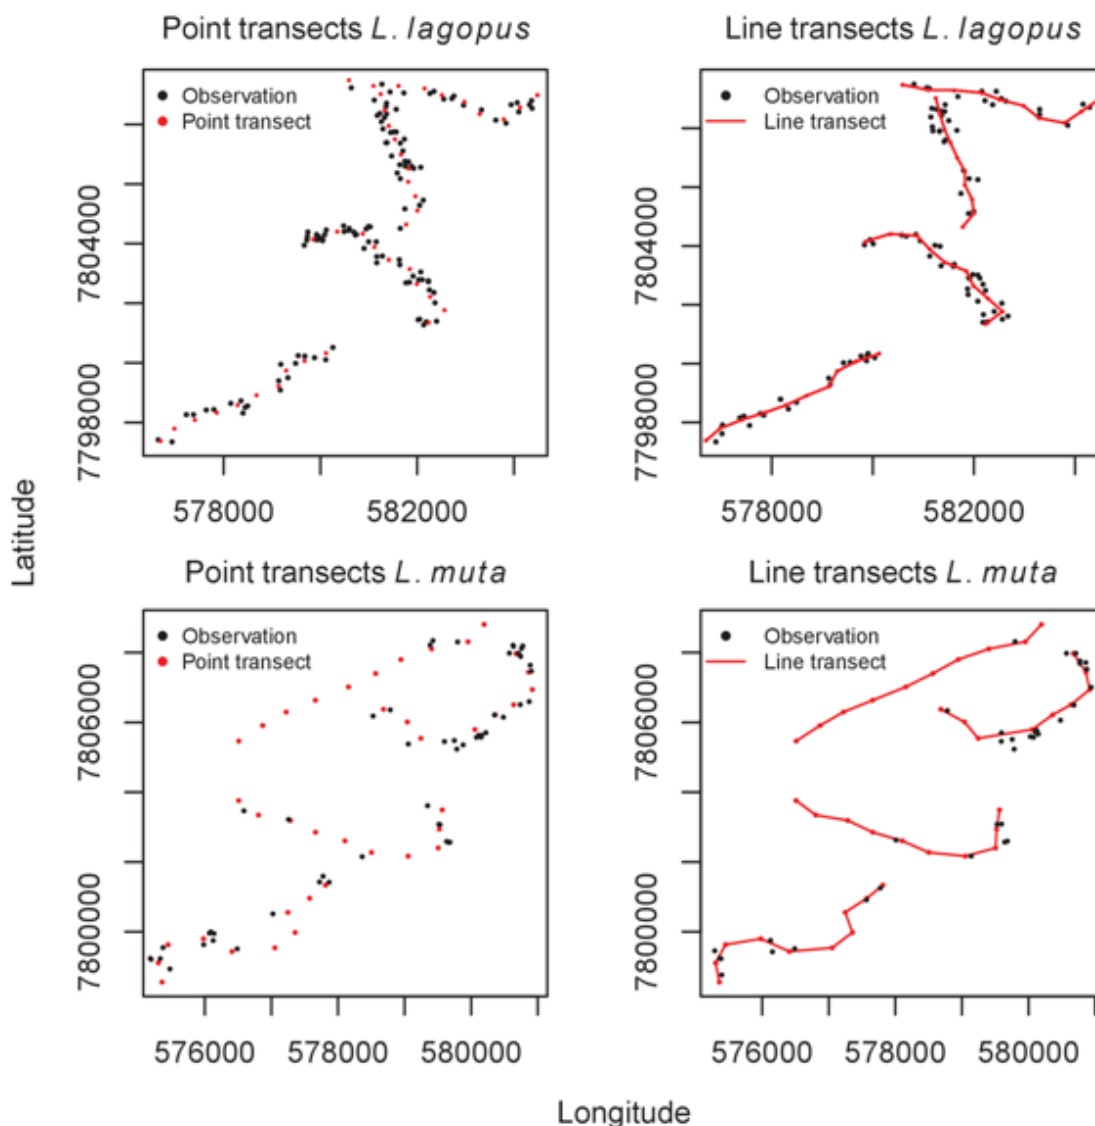 Point transects L. lagopus
Line transects L. lagopus
Observation
Point transect
Observation
Line transect
7804000
7798000
7804000
7798000
578000
582000
578000
582000
Latitude
Point transects L. muta
Line transects L. muta
Observation
Point transect
Observation
Line transect
7806000
7800000
7806000
7800000
576000
578000
580000
576000
578000
580000
Longitude